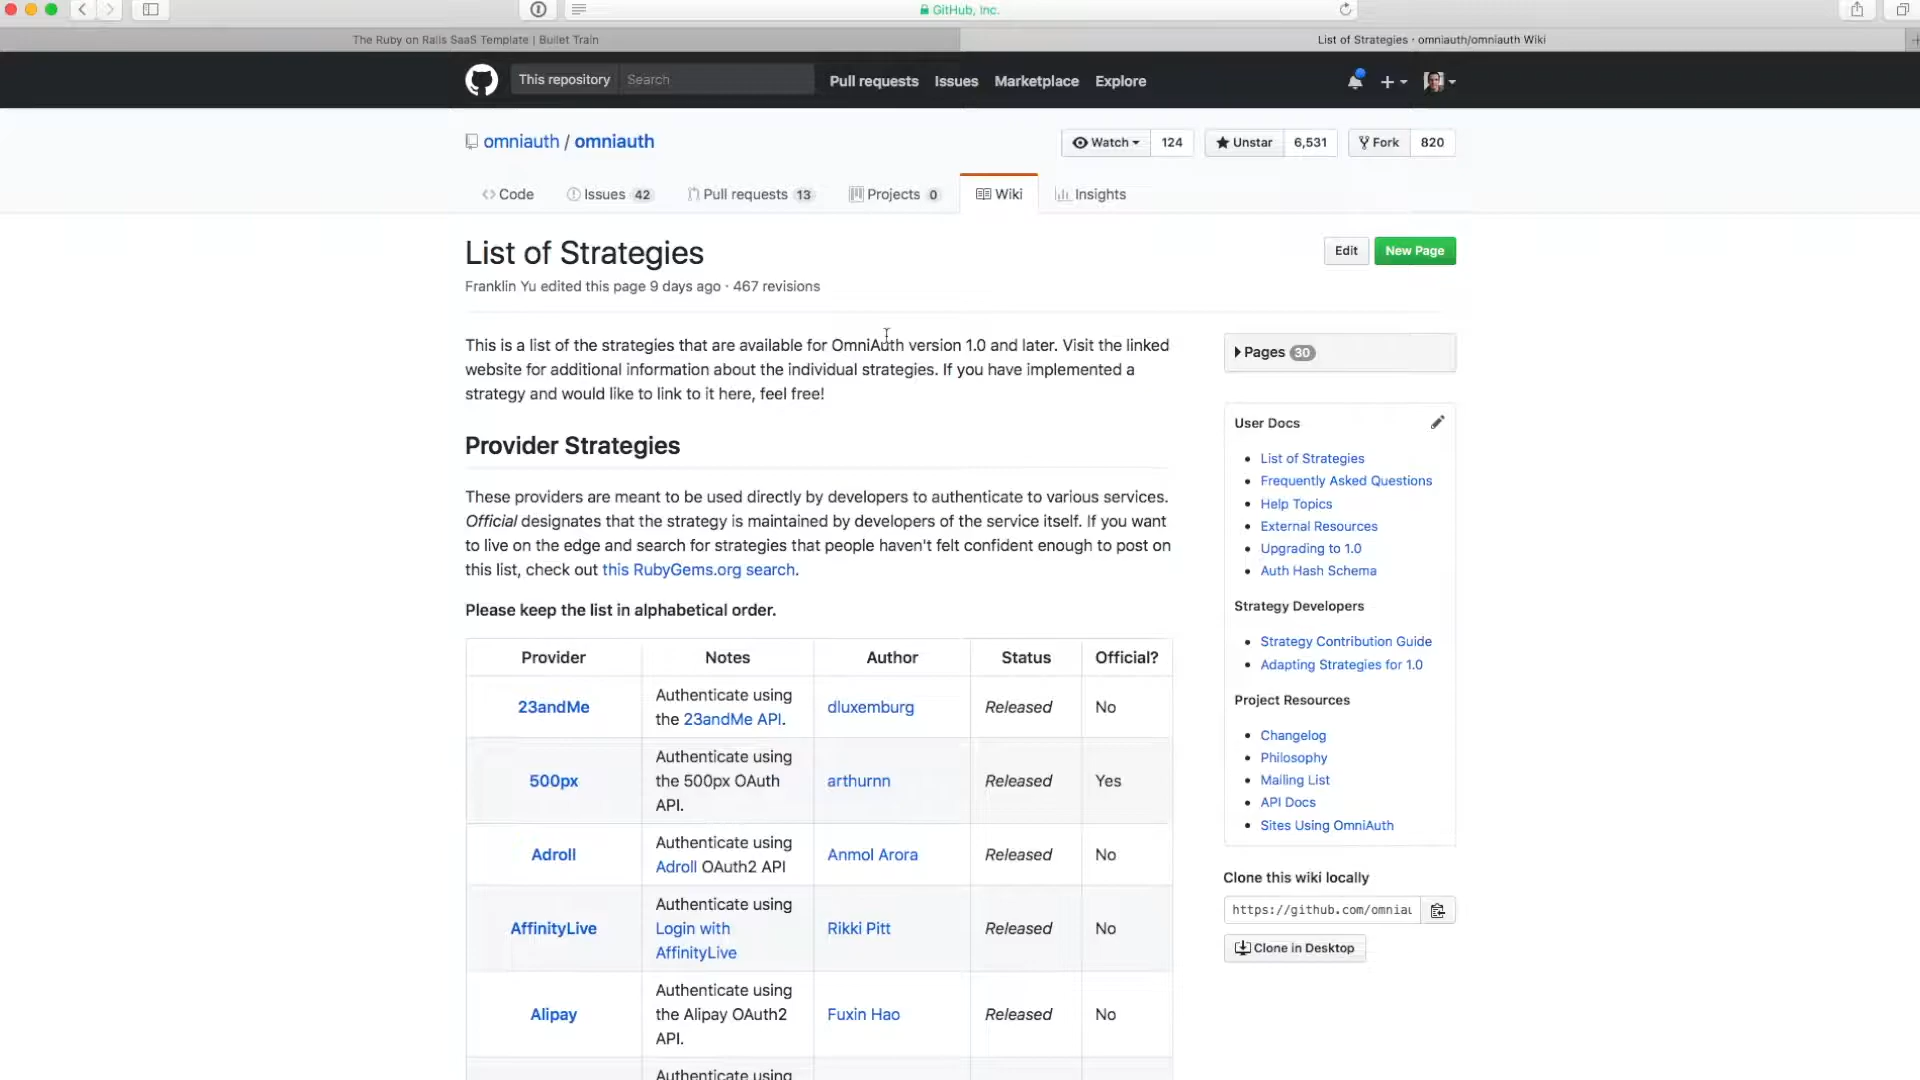 GitHub, Inc.
The Ruby on Rails SaaS Template | Bullet Train
List of Strategies · omniauth/omniauth Wiki
This repository Search Pull requests Issues Marketplace Explore
omniauth / omniauth
Watch 124 Unstar 6,531 Fork 820
Code Issues 42 Pull requests 13 Projects 0 Wiki Insights
List of Strategies
Edit New Page
Franklin Yu edited this page 9 days ago · 467 revisions
This is a list of the strategies that are available for OmniAuth version 1.0 and later. Visit the linked
website for additional information about the individual strategies. If you have implemented a
strategy and would like to link to it here, feel free!
Provider Strategies
These providers are meant to be used directly by developers to authenticate to various services.
Official designates that the strategy is maintained by developers of the service itself. If you want
to live on the edge and search for strategies that people haven't felt confident enough to post on
this list, check out this RubyGems.org search.
Please keep the list in alphabetical order.
Provider Notes Author Status Official?
23andMe Authenticate using dluxemburg Released No
the 23andMe API.
500px Authenticate using arthurnn Released Yes
the 500px OAuth
API.
Adroll Authenticate using Anmol Arora Released No
Adroll OAuth2 API
AffinityLive Authenticate using Rikki Pitt Released No
Login with
AffinityLive
Alipay Authenticate using Fuxin Hao Released No
the Alipay OAuth2
API.
Authenticate using
Pages 30
User Docs
List of Strategies
Frequently Asked Questions
Help Topics
External Resources
Upgrading to 1.0
Auth Hash Schema
Strategy Developers
Strategy Contribution Guide
Adapting Strategies for 1.0
Project Resources
Changelog
Philosophy
Mailing List
API Docs
Sites Using OmniAuth
Clone this wiki locally
https://github.com/omniau
Clone in Desktop